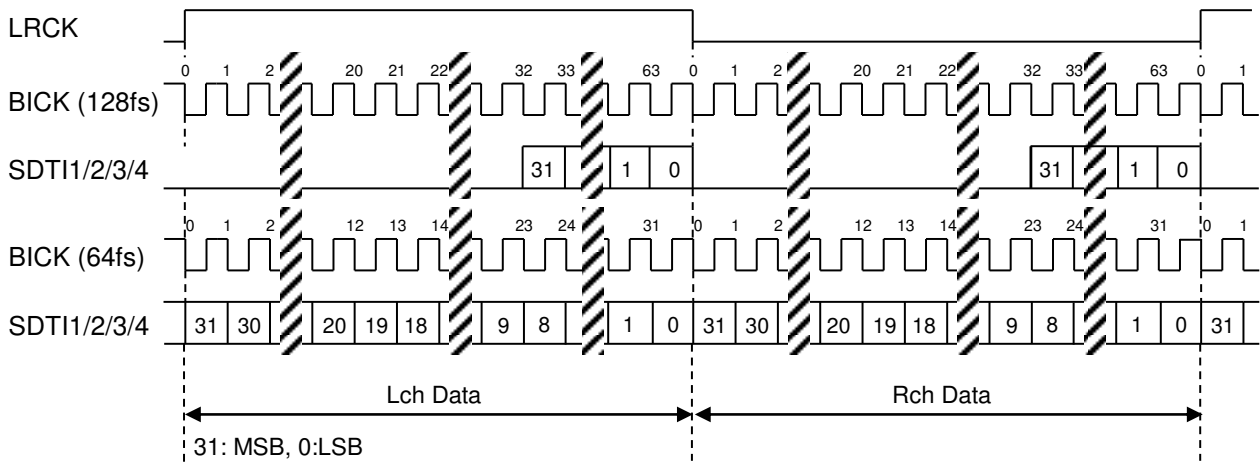 LRCK
0 1 2 20 21 22 32 33 63 0 1 2 20 21 22 32 33 63 0 1
BICK (128fs)
SDTI1/2/3/4 31 1 0 31 1 0
0 1 2 12 13 14 23 24 31 0 1 2 12 13 14 23 24 31 0 1
BICK (64fs)
SDTI1/2/3/4 31 30 20 19 18 9 8 1 0 31 30 20 19 18 9 8 1 0 31
Lch Data Rch Data
31: MSB, 0:LSB